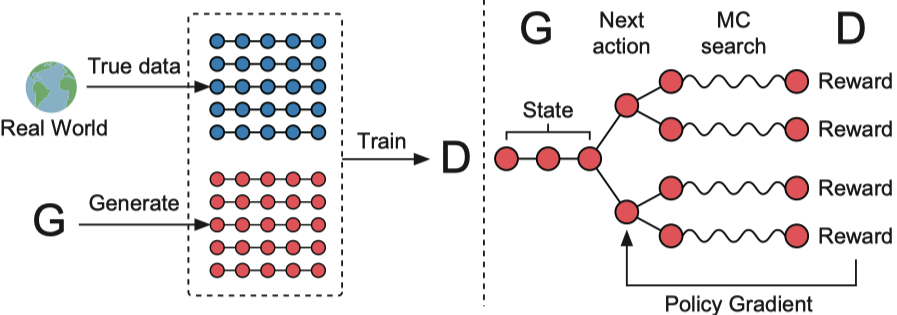 True data
Real World
G
Generate
Train
D
G
Next
action
MC
search
D
State
Reward
Reward
Reward
Reward
Policy Gradient